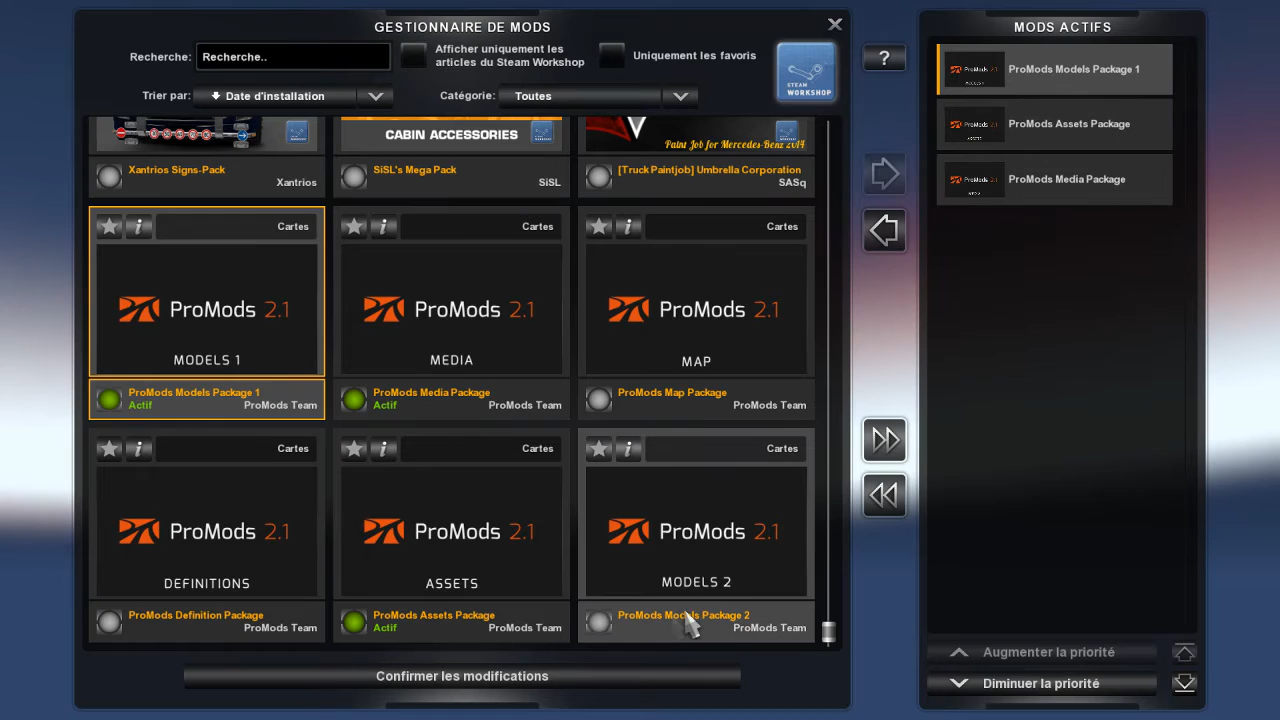 GESTIONNAIRE DE MODS
Recherche:
Recherche..
Afficher uniquement les
articles du Steam Workshop
Uniquement les favoris
STEAM
WORKSHOP
Trier par:
Date d'installation
Catégorie:
Toutes
CABIN ACCESSORIES
Paint Job for Mercedes-Benz 2014
Xantrios Signs-Pack
Xantrios
SiSL's Mega Pack
SiSL
[Truck Paintjob] Umbrella Corporation
SASq
Cartes
ProMods 2.1
MODELS 1
ProMods Models Package 1
Actif
ProMods Team
Cartes
ProMods 2.1
MEDIA
ProMods Media Package
Actif
ProMods Team
Cartes
ProMods 2.1
MAP
ProMods Map Package
ProMods Team
Cartes
ProMods 2.1
DEFINITIONS
ProMods Definition Package
ProMods Team
Cartes
ProMods 2.1
ASSETS
ProMods Assets Package
Actif
ProMods Team
Cartes
ProMods 2.1
MODELS 2
ProMods Models Package 2
ProMods Team
Confirmer les modifications
?
MODS ACTIFS
ProMods Models Package 1
ProMods Assets Package
ProMods Media Package
Augmenter la priorité
Diminuer la priorité